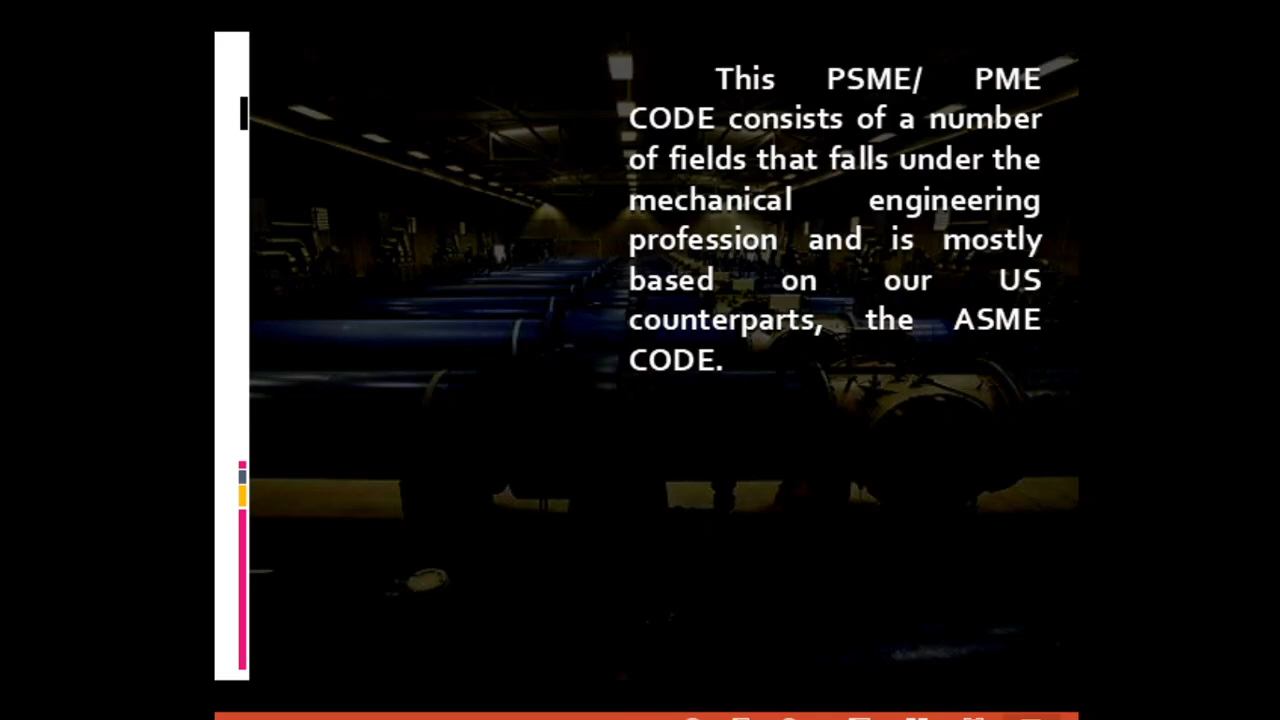 This PSME/ PME
CODE consists of a number
of fields that falls under the
mechanical engineering
profession and is mostly
based on our US
counterparts, the ASME
CODE.